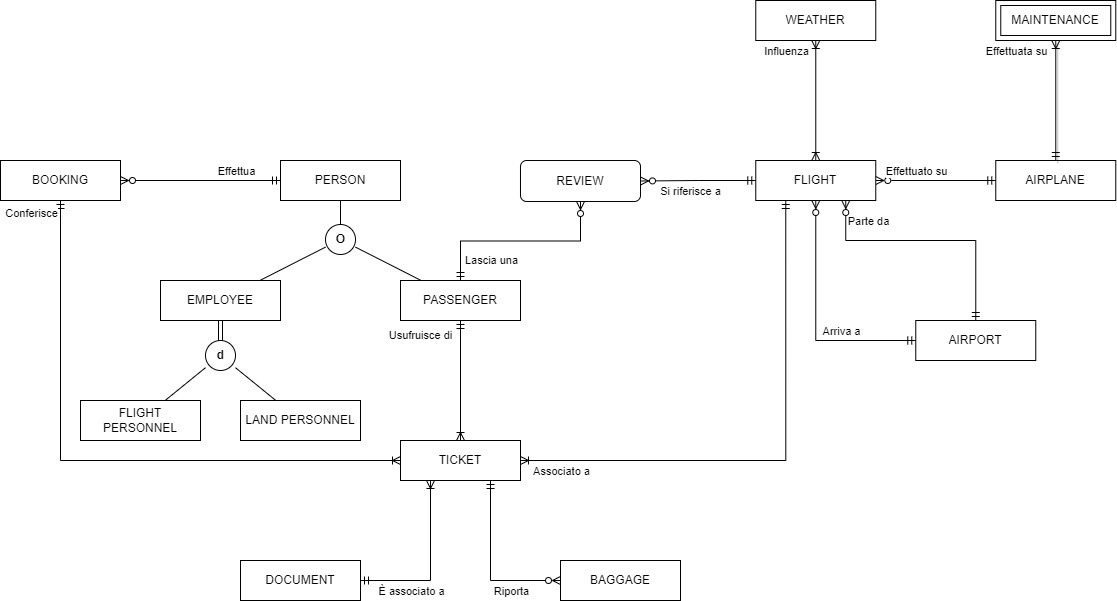 WEATHER
MAINTENANCE
Influenza
Effettuata su
BOOKING
Effettua
PERSON
REVIEW
Si riferisce a
FLIGHT
Effettuato su
AIRPLANE
Conferisce
Parte da
O
Lascia una
EMPLOYEE
PASSENGER
Usufruisce di
Arriva a
AIRPORT
d
FLIGHT
PERSONNEL
LAND PERSONNEL
TICKET
Associato a
DOCUMENT
È associato a
Riporta
BAGGAGE